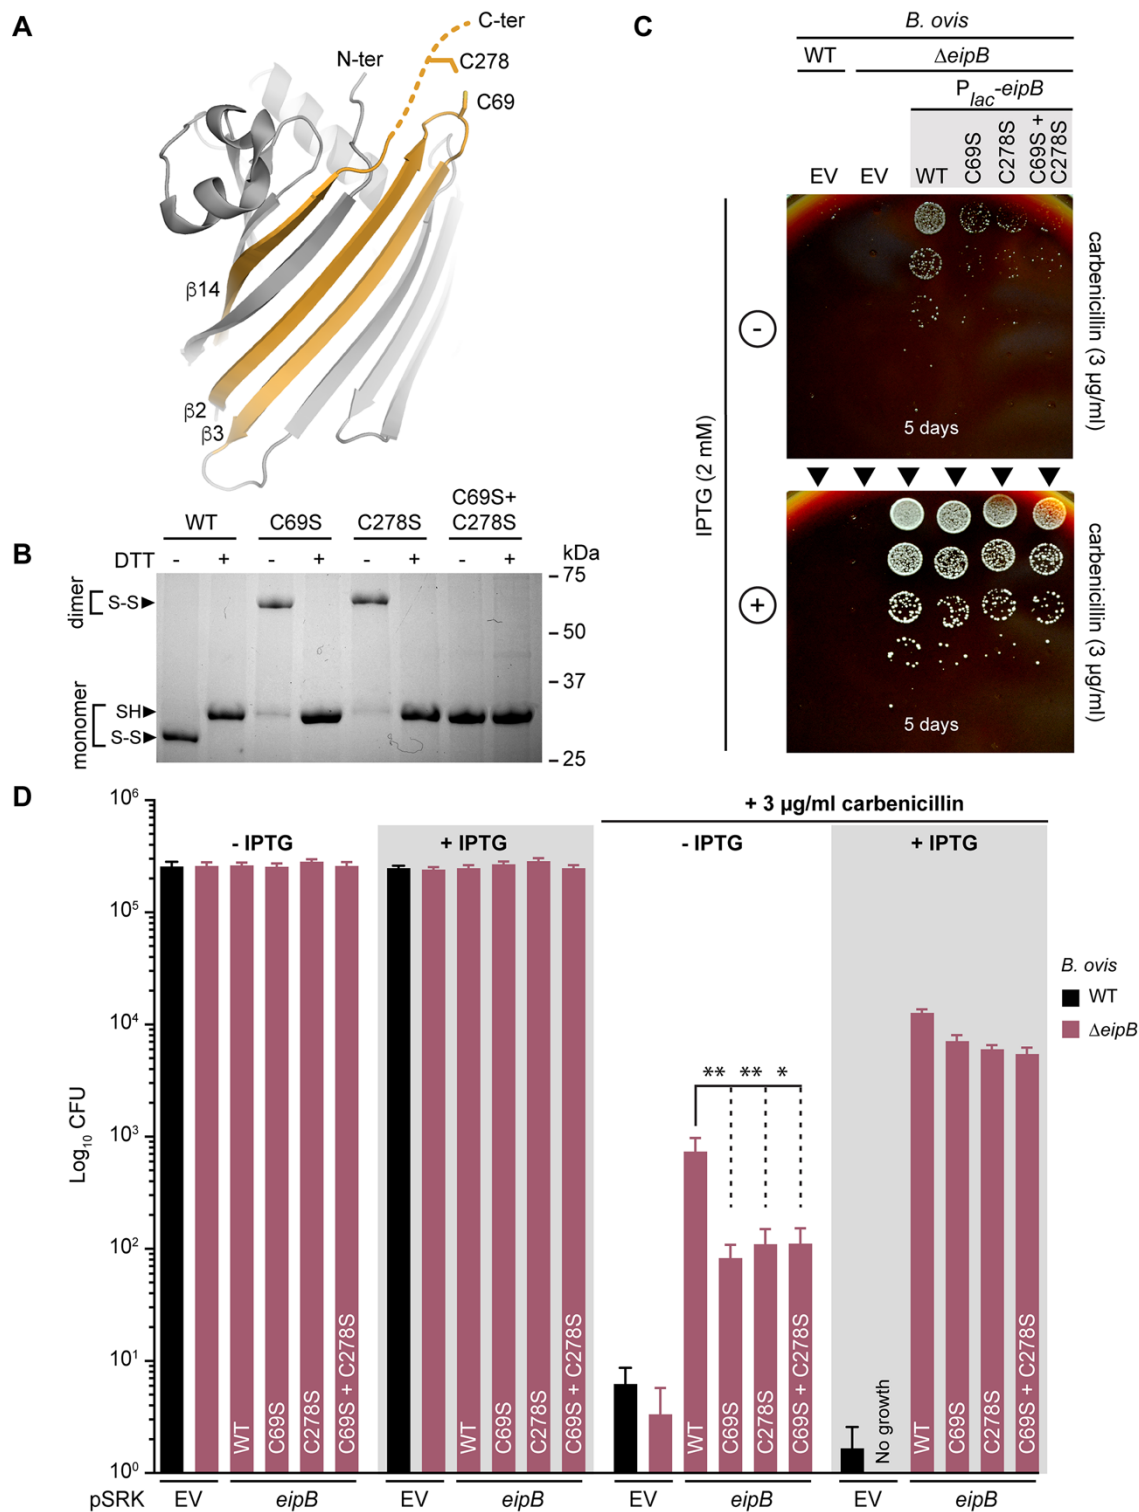 A
C-ter
N-ter
C278
C69
β14
β2
β3
B
WT
C69S
C278S
C69S+
C278S
DTT
- + - + - + - +
kDa
75
50
37
25
dimer
S-S
monomer
SH
S-S
C
B. ovis
WT
ΔeipB
Plac-eipB
EV
EV
WT
C69S
C278S
C69S +
C278S
IPTG (2 mM)
-
5 days
carbenicillin (3 µg/ml)
+
5 days
carbenicillin (3 µg/ml)
D
+ 3 µg/ml carbenicillin
- IPTG
+ IPTG
- IPTG
+ IPTG
Log10 CFU
10^6
10^5
10^4
10^3
10^2
10^1
10^0
** ** *
WT
C69S
C278S
C69S + C278S
WT
C69S
C278S
C69S + C278S
WT
C69S
C278S
C69S + C278S
No growth
WT
C69S
C278S
C69S + C278S
pSRK EV eipB EV eipB EV eipB EV eipB
B. ovis
WT
ΔeipB